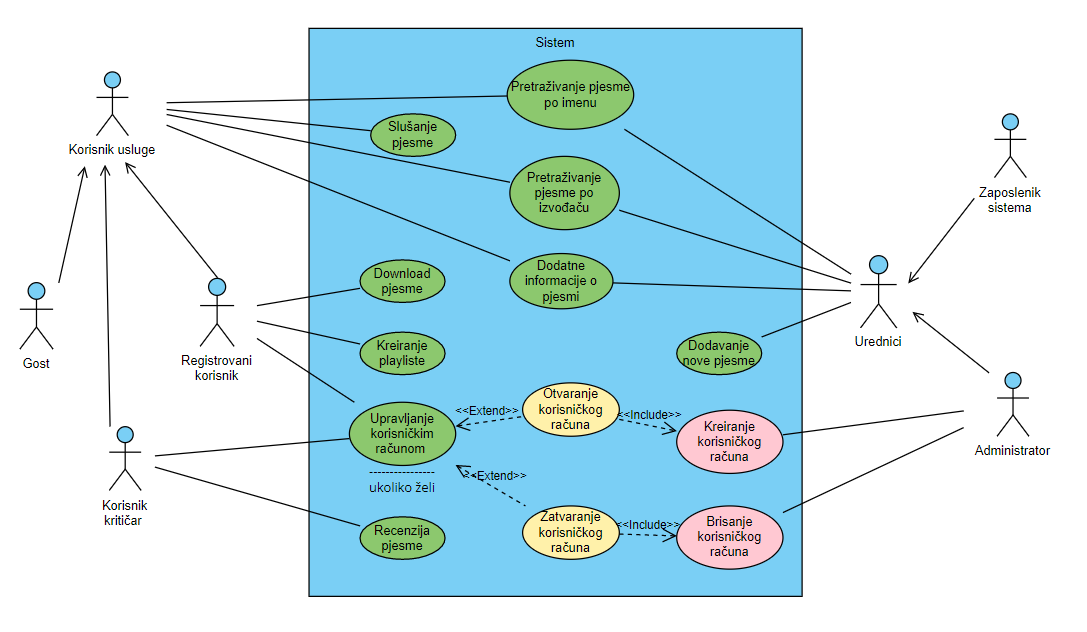 Sistem
Pretraživanje pjesme
po imenu
Slušanje
pjesme
Korisnik usluge
Pretraživanje
pjesme po
izvođaču
Zaposlenik
sistema
Dodatne
informacije o
pjesmi
Download
pjesme
Urednici
Gost
Registrovani
korisnik
Kreiranje
playliste
Dodavanje
nove pjesme
Otvaranje
korisničkog
računa
<<Extend>>
<<Include>>
Upravljanje
korisničkim
računom
Kreiranje
korisničkog
računa
Administrator
ukoliko želi
<<Extend>>
Korisnik
kritičar
Recenzija
pjesme
Zatvaranje
korisničkog
računa
<<Include>>
Brisanje
korisničkog
računa